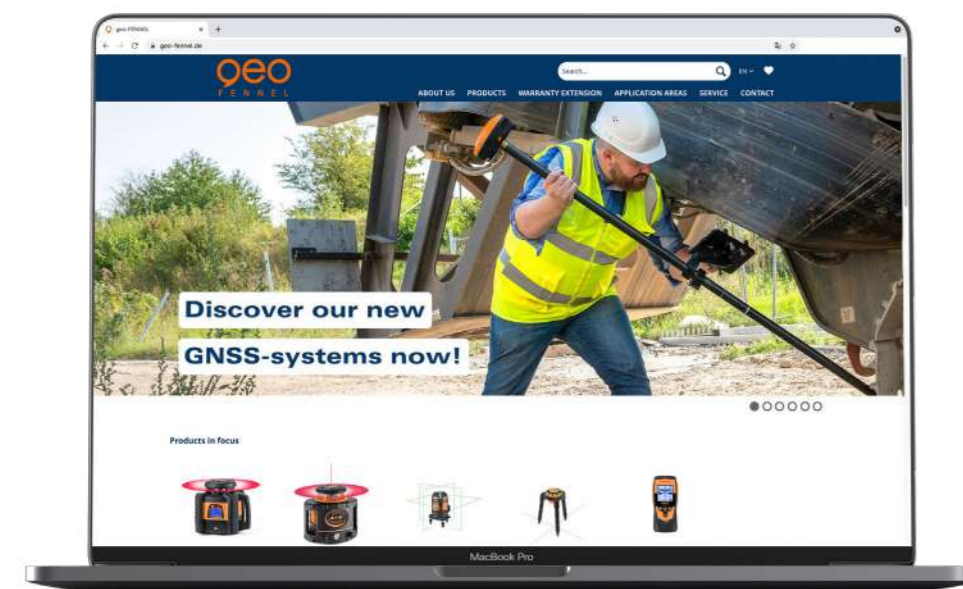 geo-FENNEL
geo-fennel.de
geo
FENNEL
Search...
EN
ABOUT US PRODUCTS WARRANTY EXTENSION APPLICATION AREAS SERVICE CONTACT
Discover our new
GNSS-systems now!
Products in focus
MacBook Pro